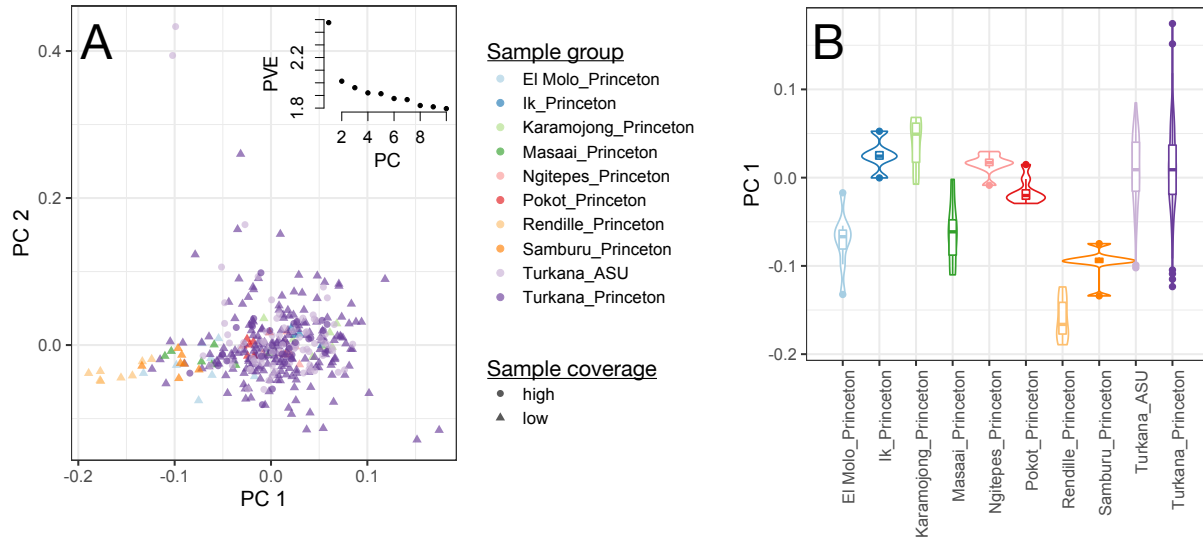 A
0.4
0.2
0.0
PC 2
-0.2
-0.1
0.0
0.1
PC 1
PVE
2.2
1.8
2
4
6
8
PC
Sample group
El Molo_Princeton
Ik_Princeton
Karamojong_Princeton
Masaai_Princeton
Ngitepes_Princeton
Pokot_Princeton
Rendille_Princeton
Samburu_Princeton
Turkana_ASU
Turkana_Princeton
Sample coverage
high
low
B
0.1
0.0
-0.1
-0.2
PC 1
El Molo_Princeton
Ik_Princeton
Karamojong_Princeton
Masaai_Princeton
Ngitepes_Princeton
Pokot_Princeton
Rendille_Princeton
Samburu_Princeton
Turkana_ASU
Turkana_Princeton